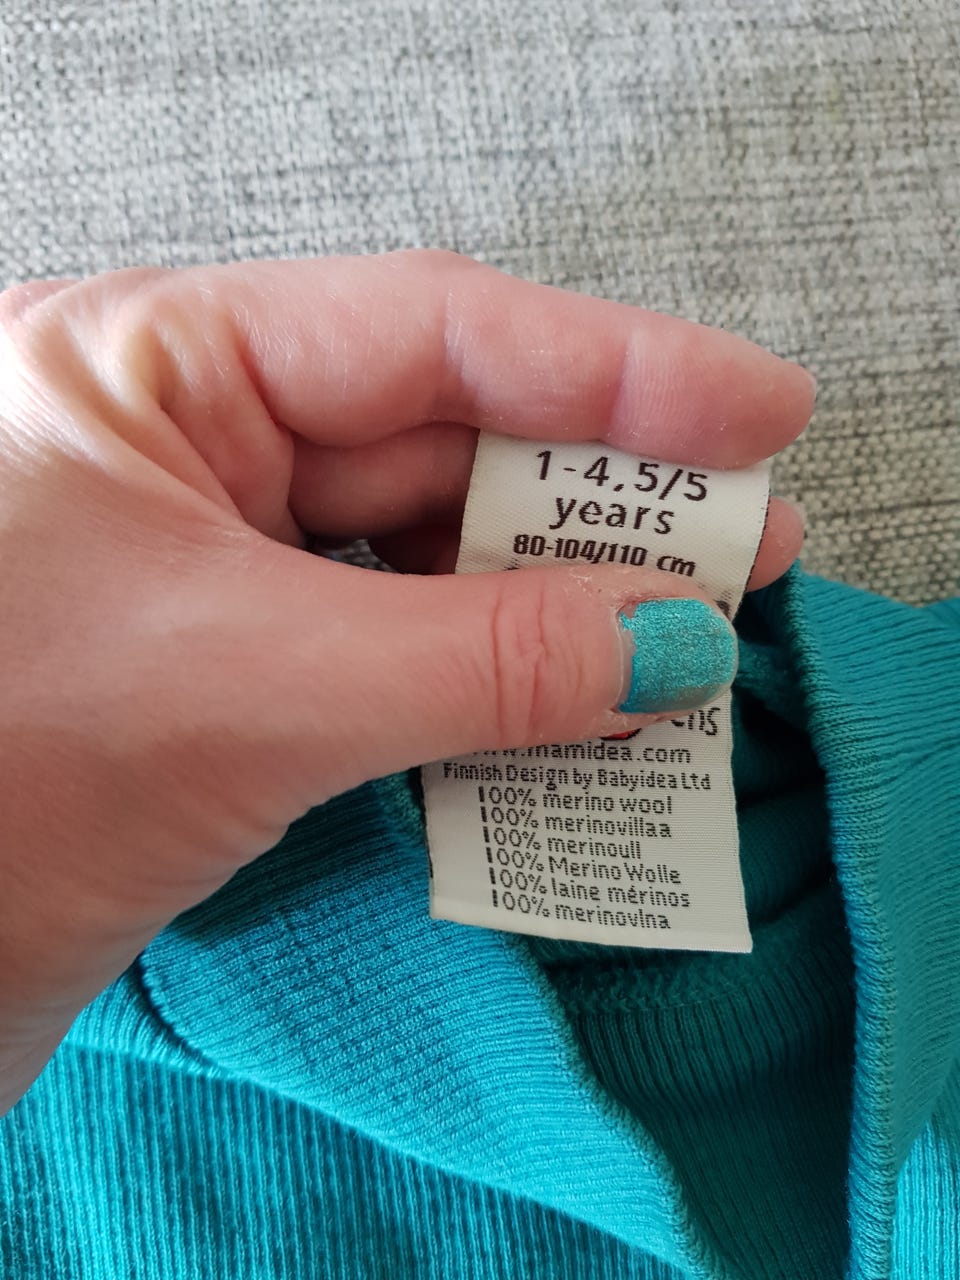 1-4,5/5
years
80-104/110 cm
.mamidea.com
Finnish Design by Babyidea Ltd
100% merino wool
100% merinovillaa
100% merinoull
100% Merino Wolle
100% laine mérinos
100% merinovlna